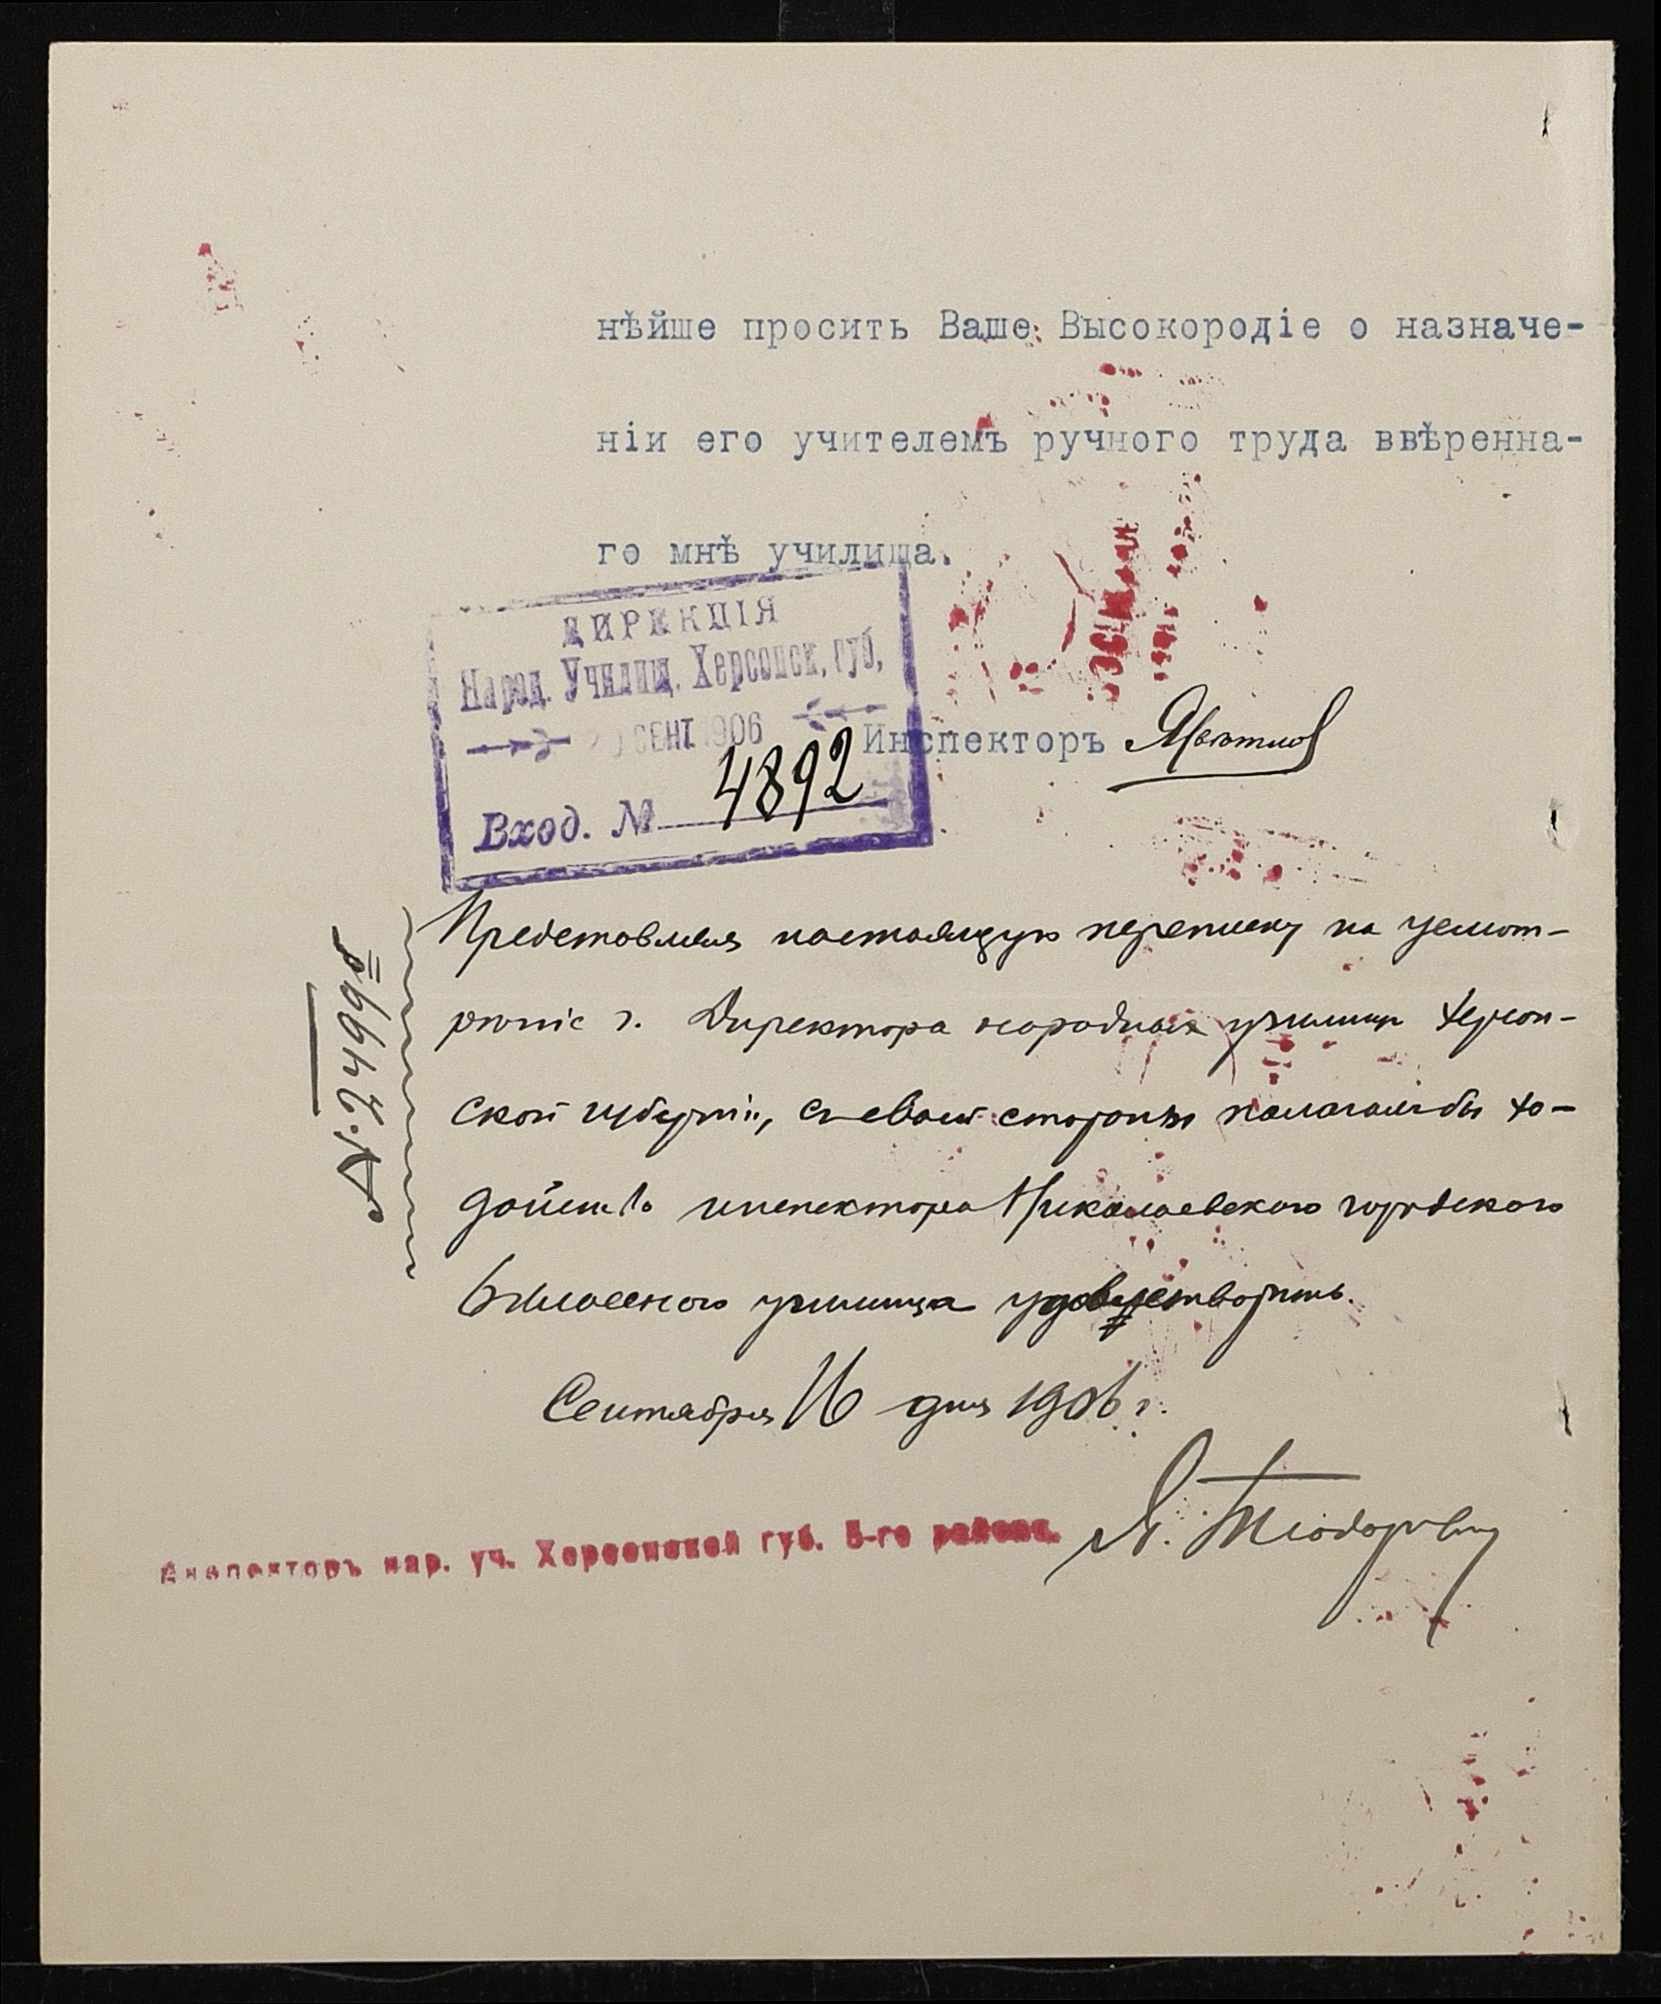 нѣйше просить Ваше Высокородіе о назначе-
ніи его учителемъ ручного труда ввѣренна-
го мнѣ училища.
ДИРЕКЦІЯ
Народ. Училищ. Херсонск. губ.
СЕНТ 1906
Вход. № 4892
Инспекторъ
Представляя настоящую переписку на усмот-
рѣніе г. Директора народныхъ училищъ Херсон-
ской губерніи, съ своей стороны полагалъ бы хо-
датайство инспектора Николаевского городского
6 класснаго училища удовлетворить.
Сентября 16 дня 1906 г.
№ 2499
Инспекторъ нар. уч. Херсонской губ. 5-го района.